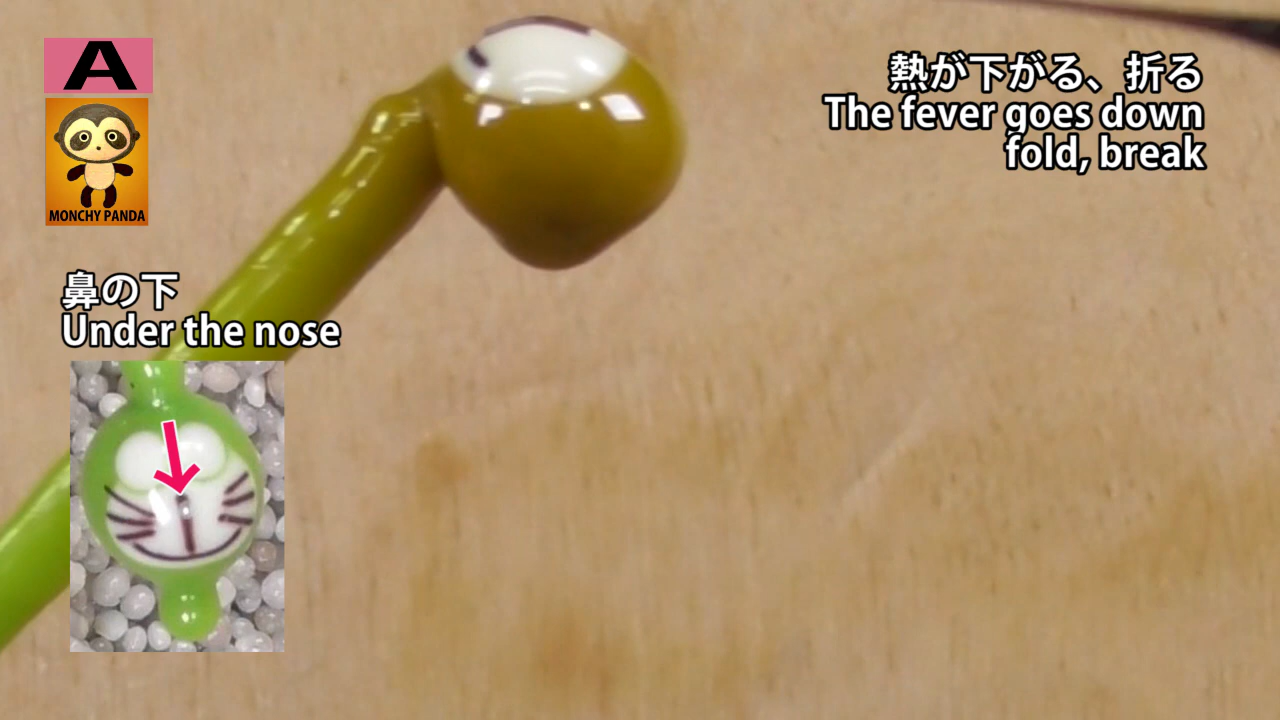 A
MONCHY PANDA
熱が下がる、折る
The fever goes down
fold, break
鼻の下
Under the nose